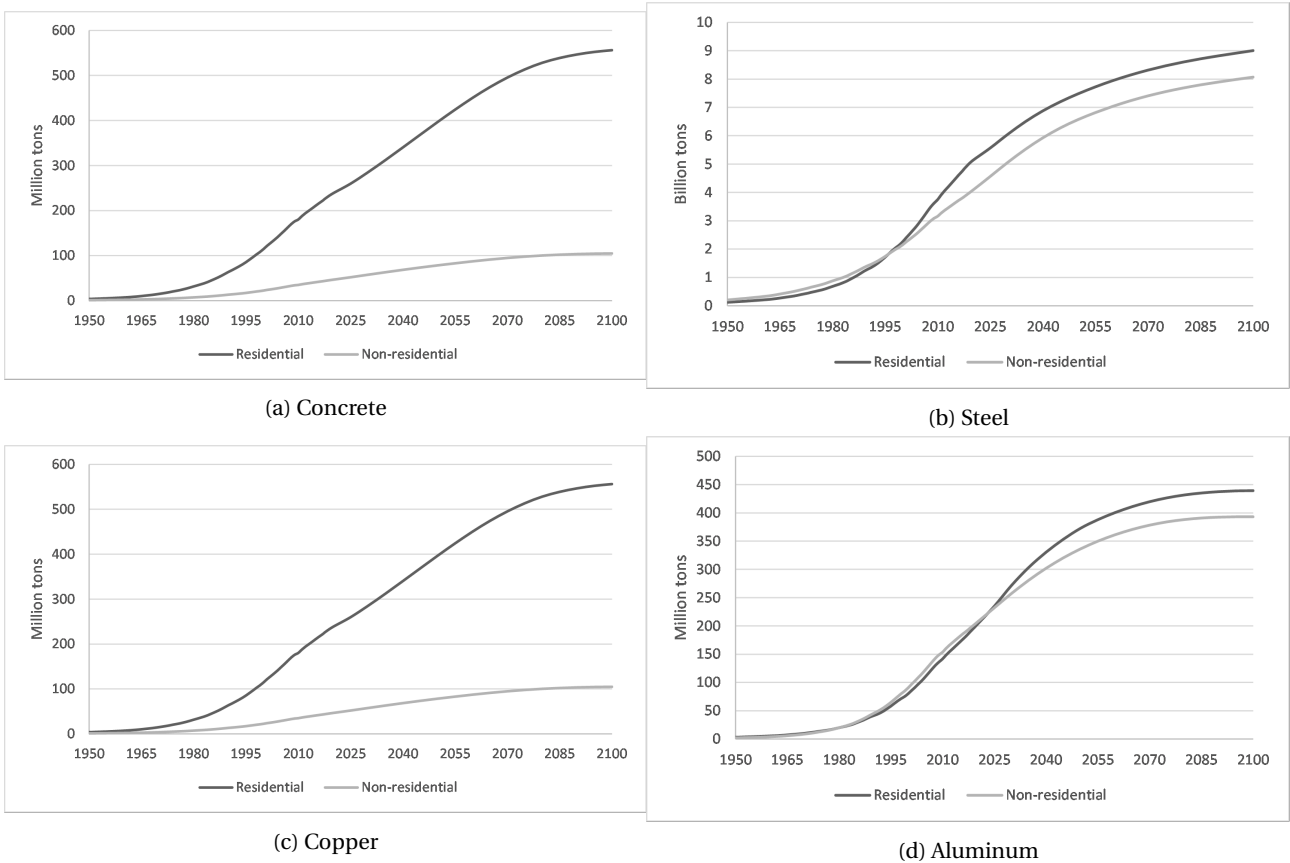 600
500
400
300
200
100
0
Million tons
1950 1965 1980 1995 2010 2025 2040 2055 2070 2085 2100
Residential Non-residential
(a) Concrete
10
9
8
7
6
5
4
3
2
1
0
Billion tons
1950 1965 1980 1995 2010 2025 2040 2055 2070 2085 2100
Residential Non-residential
(b) Steel
600
500
400
300
200
100
0
Million tons
1950 1965 1980 1995 2010 2025 2040 2055 2070 2085 2100
Residential Non-residential
(c) Copper
500
450
400
350
300
250
200
150
100
50
0
Million tons
1950 1965 1980 1995 2010 2025 2040 2055 2070 2085 2100
Residential Non-residential
(d) Aluminum